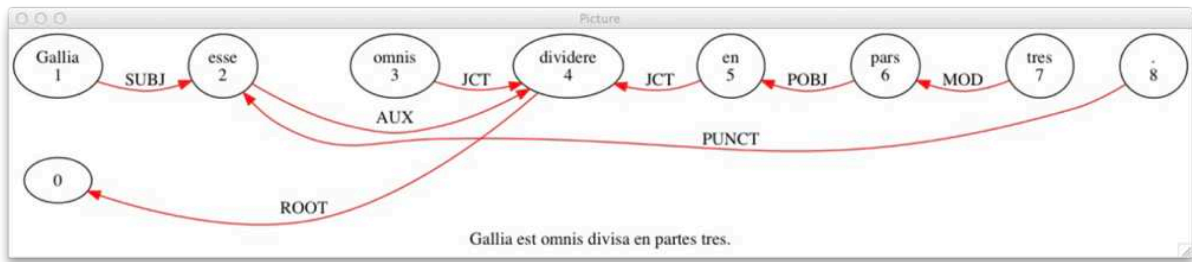 Picture
Gallia esse omnis dividere en pars tres .
1 2 3 4 5 6 7 8
SUBJ JCT JCT POBJ MOD
AUX
PUNCT
0
ROOT
Gallia est omnis divisa en partes tres.